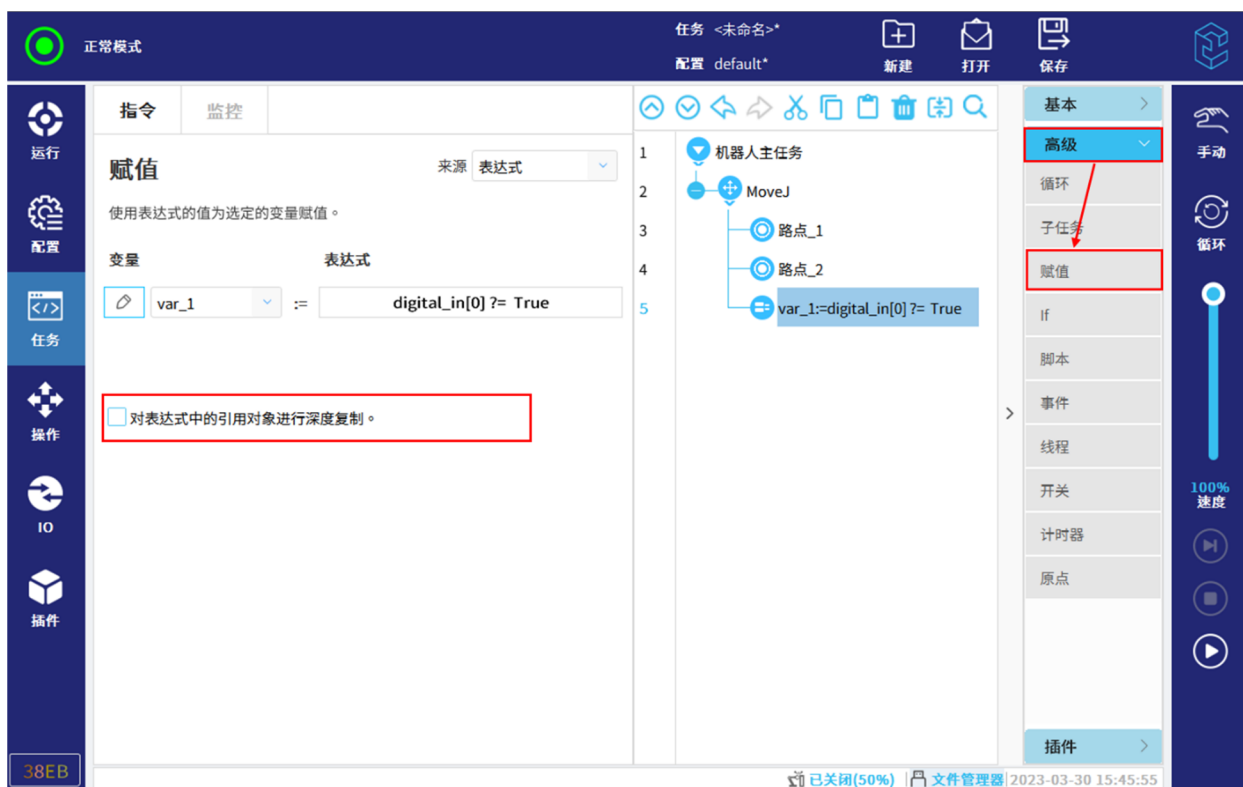 正常模式
任务 <未命名>*
配置 default*
新建
打开
保存
运行
配置
任务
操作
IO
插件
38EB
指令
监控
赋值
来源 表达式
使用表达式的值为选定的变量赋值。
变量
表达式
var_1 := digital_in[0] ?= True
对表达式中的引用对象进行深度复制。
1 机器人主任务
2 MoveJ
3 路点_1
4 路点_2
5 var_1:=digital_in[0] ?= True
基本
高级
循环
子任务
赋值
If
脚本
事件
线程
开关
计时器
原点
插件
手动
循环
100%
速度
已关闭(50%)
文件管理器
2023-03-30 15:45:55